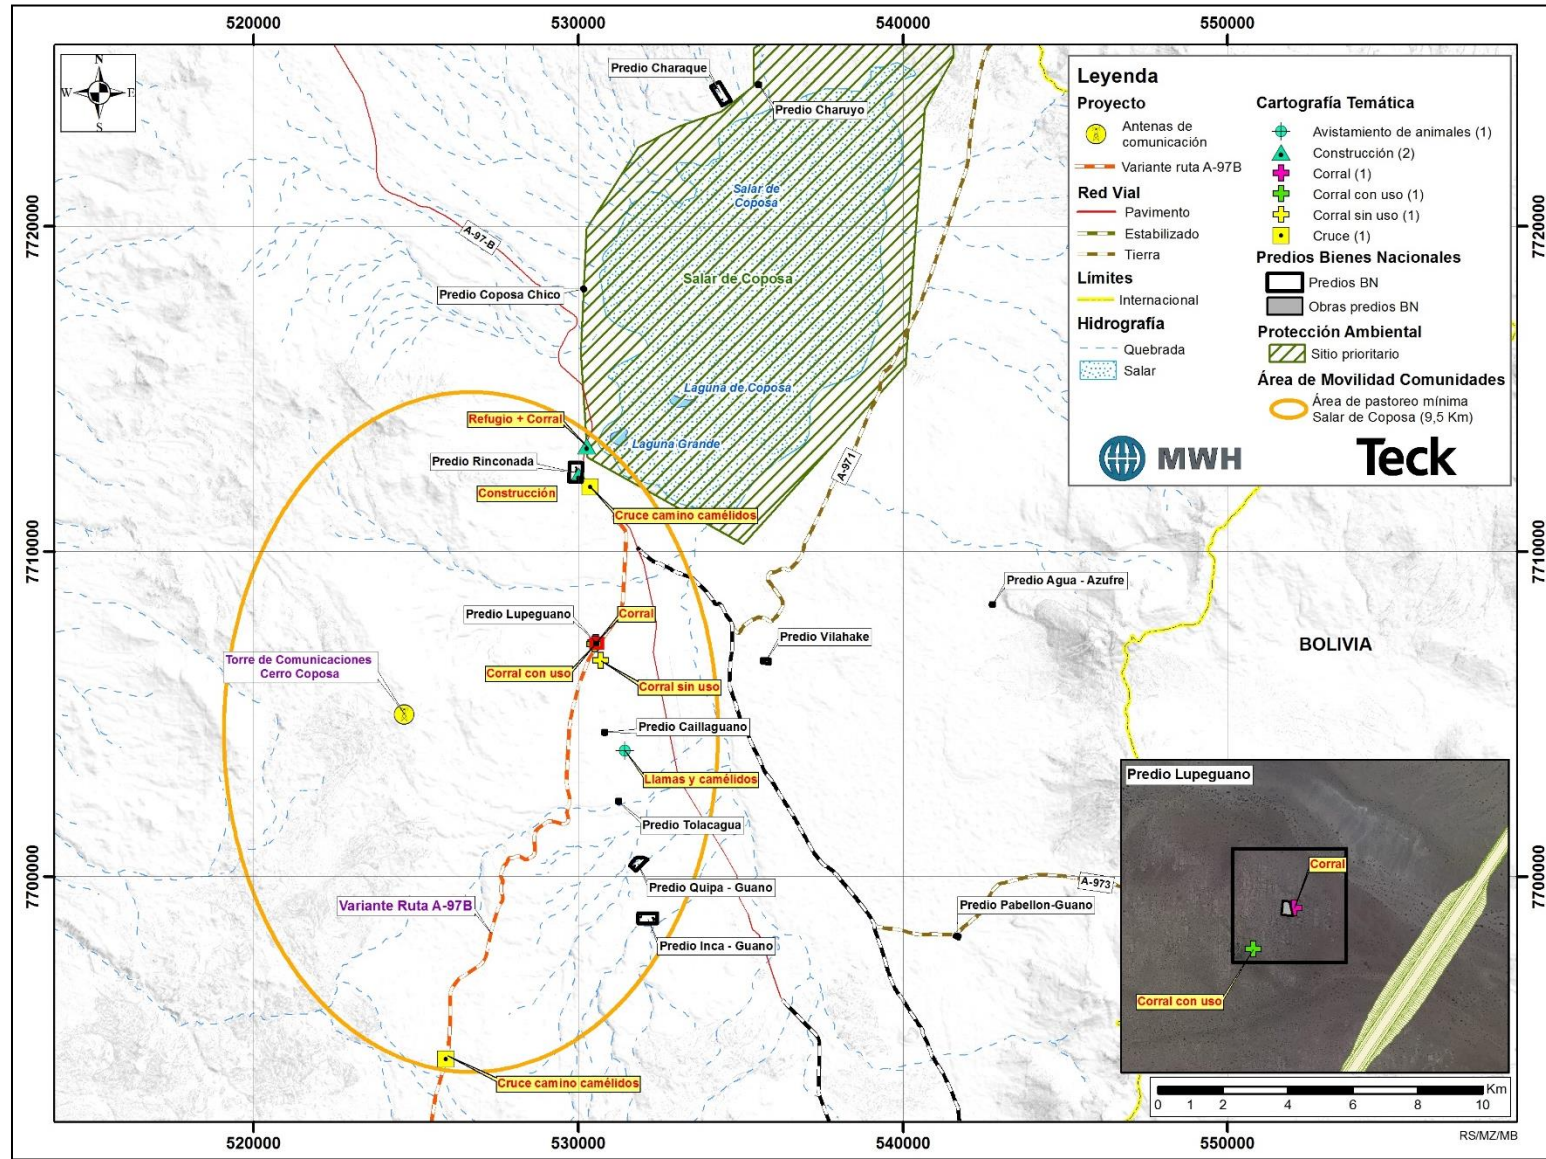 520000
530000
540000
550000
N
W
E
S
Predio Charaque
Predio Charuyo
Salar de
Coposa
A-97-B
Salar de Coposa
Predio Coposa Chico
Laguna de Coposa
Refugio + Corral
Laguna Grande
Predio Rinconada
Construcción
Cruce camino camélidos
A-971
Predio Agua - Azufre
Predio Lupeguano
Corral
Predio Vilahake
BOLIVIA
Torre de Comunicaciones
Cerro Coposa
Corral con uso
Corral sin uso
Predio Caillaguano
Llamas y camélidos
Predio Tolacagua
Predio Quipa - Guano
A-973
Variante Ruta A-97B
Predio Pabellon-Guano
Predio Inca - Guano
Cruce camino camélidos
Leyenda
Proyecto
Antenas de
comunicación
Variante ruta A-97B
Red Vial
Pavimento
Estabilizado
Tierra
Límites
Internacional
Hidrografía
Quebrada
Salar
Cartografía Temática
Avistamiento de animales (1)
Construcción (2)
Corral (1)
Corral con uso (1)
Corral sin uso (1)
Cruce (1)
Predios Bienes Nacionales
Predios BN
Obras predios BN
Protección Ambiental
Sitio prioritario
Área de Movilidad Comunidades
Área de pastoreo mínima
Salar de Coposa (9,5 Km)
MWH
Teck
Predio Lupeguano
Corral
Corral con uso
Km
0 1 2 4 6 8 10
RS/MZ/MB
7720000
7710000
7700000
7720000
7710000
7700000
520000
530000
540000
550000